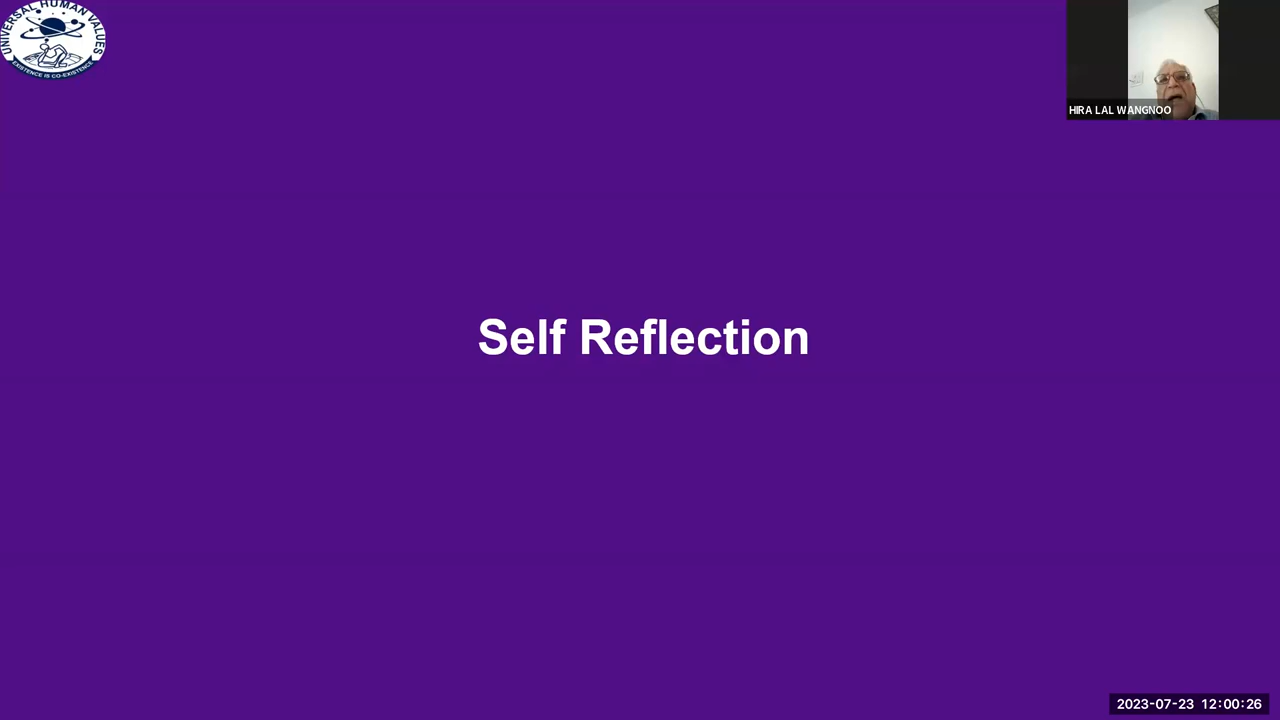 UNIVERSAL HUMAN VALUES
EXISTENCE IS CO-EXISTENCE
HIRA LAL WANGNOO
Self Reflection
2023-07-23 12:00:26